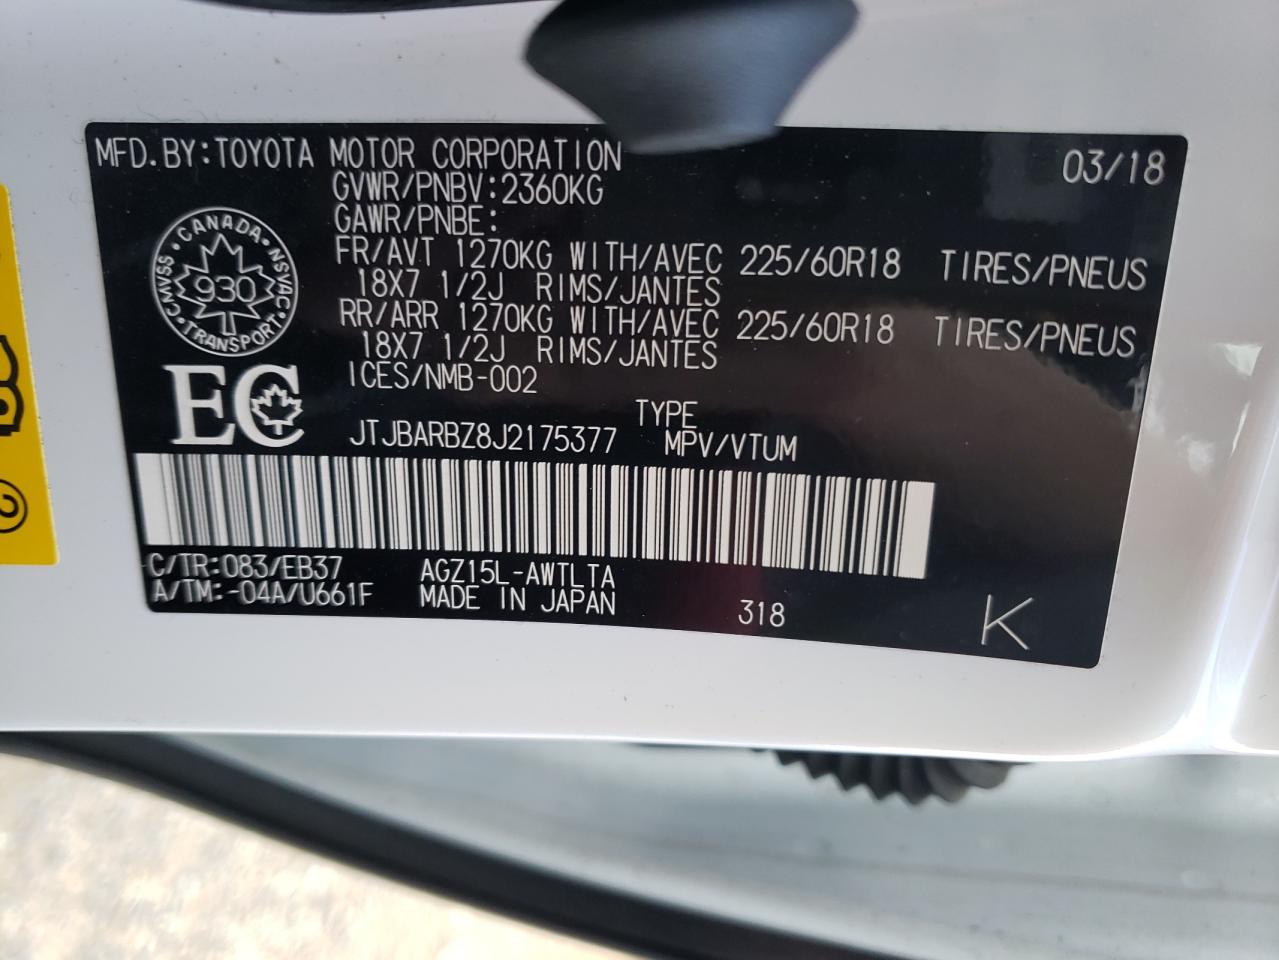 MFD.BY:TOYOTA MOTOR CORPORATION 03/18
GVWR/PNBV:2360KG
GAWR/PNBE:
FR/AVT 1270KG WITH/AVEC 225/60R18 TIRES/PNEUS
18X7 1/2J RIMS/JANTES
RR/ARR 1270KG WITH/AVEC 225/60R18 TIRES/PNEUS
18X7 1/2J RIMS/JANTES
ICES/NMB-002
CANADA · NSVAC · TRANSPORT · CMVSS ·
930
EC
TYPE
JTJBARBZ8J2175377 MPV/VTUM
C/TR:083/EB37 AGZ15L-AWTLTA
A/TM:-04A/U661F MADE IN JAPAN 318 K